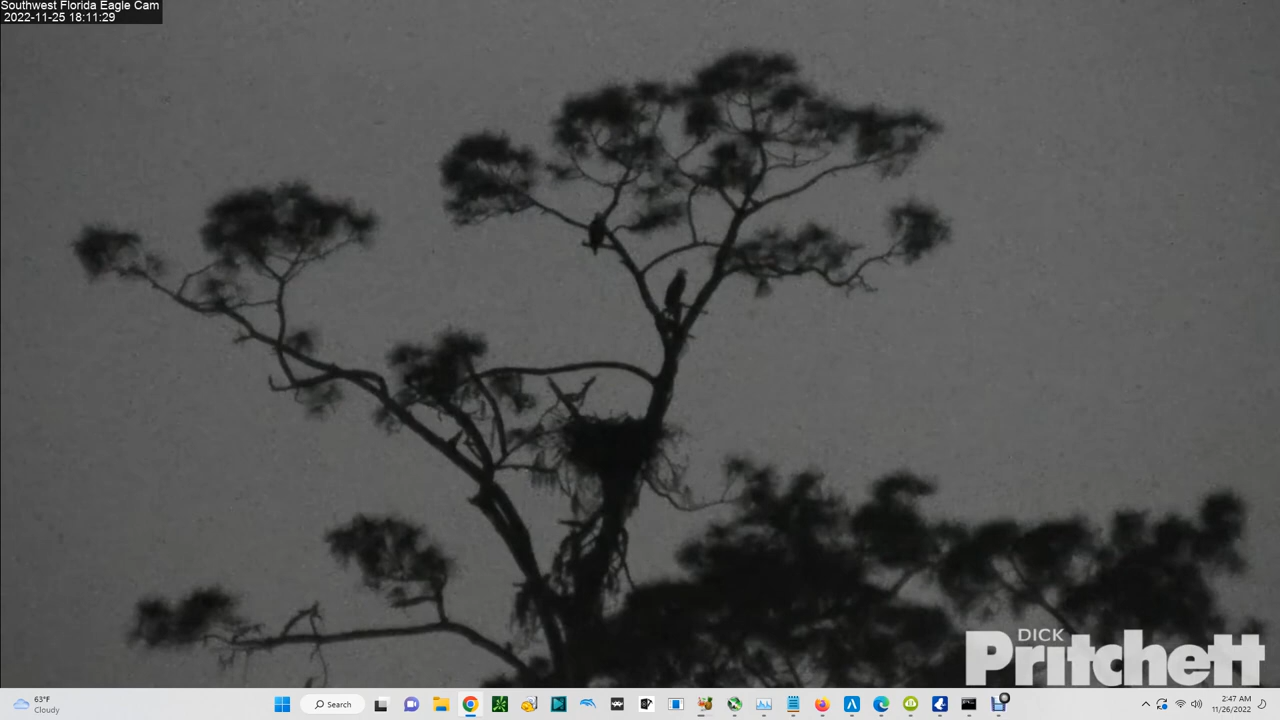 Southwest Florida Eagle Cam
2022-11-25 18:11:29
DICK
Pritchett
63°F
Cloudy
Search
2:47 AM
11/26/2022